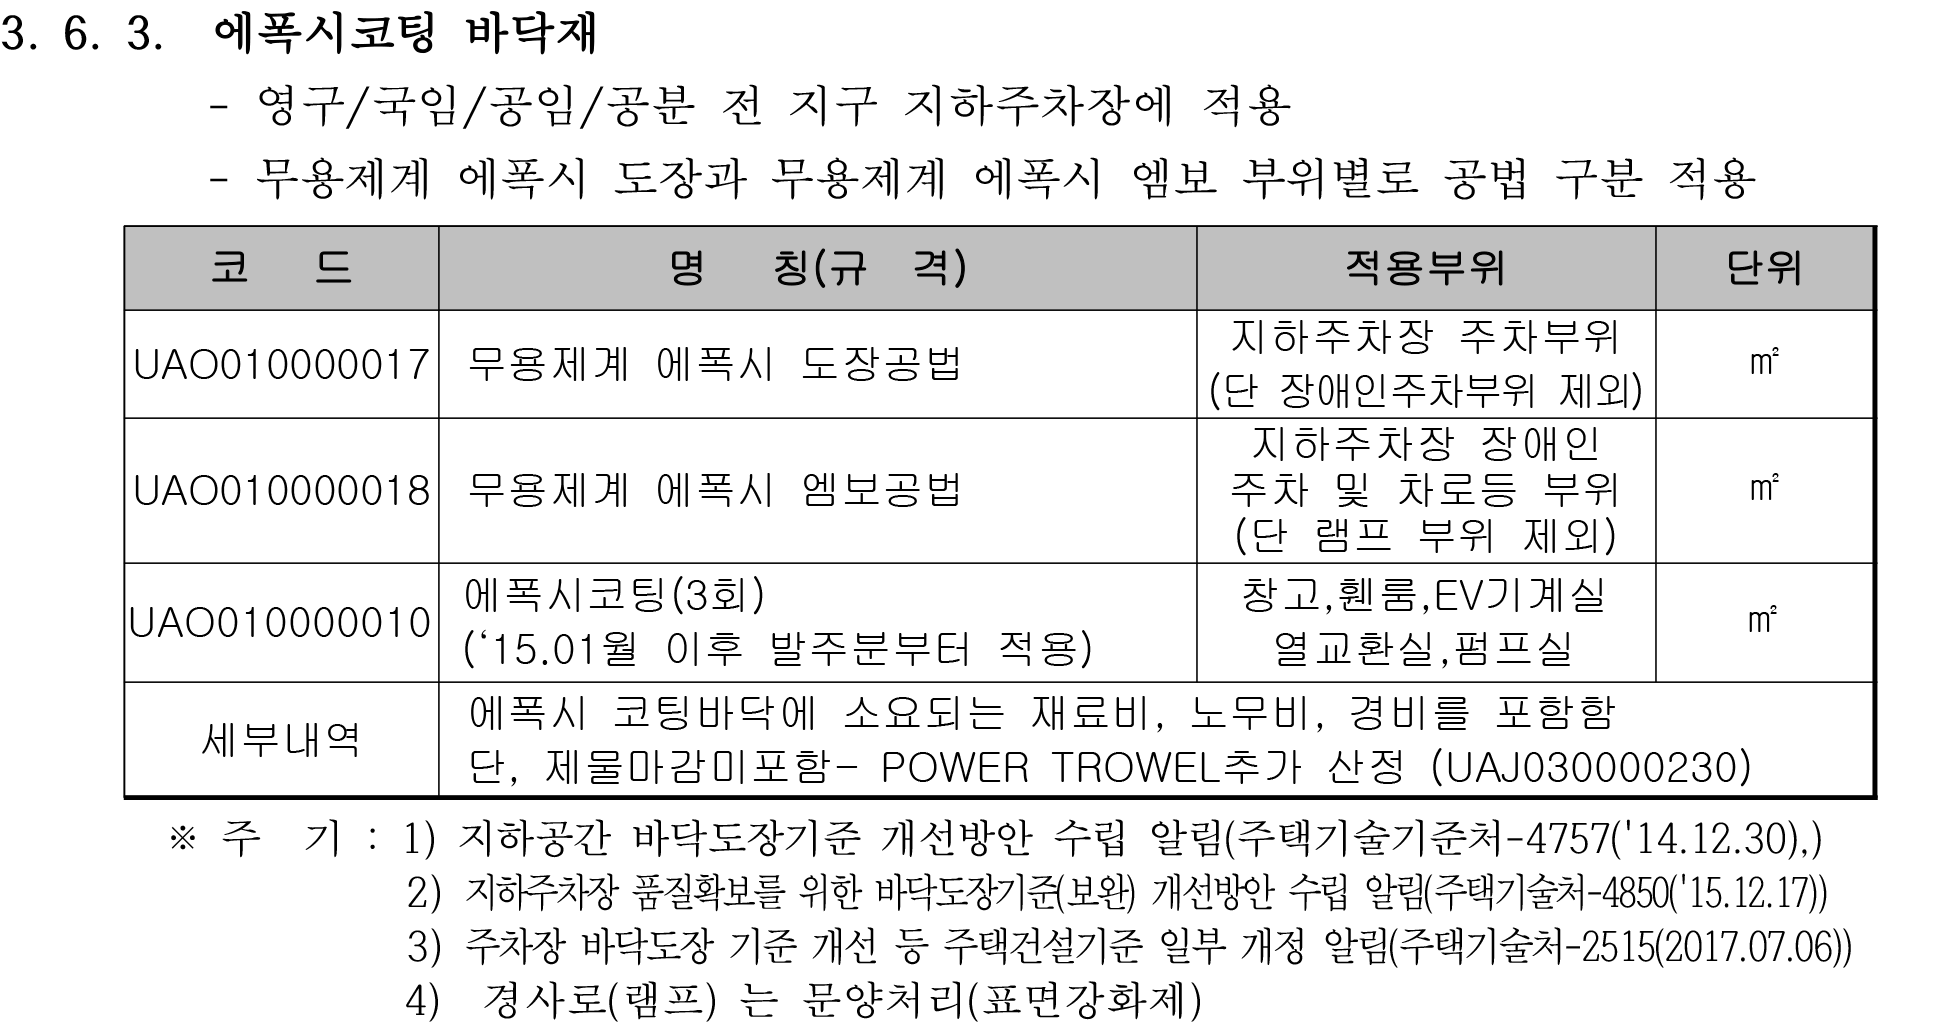 3. 6. 3. 에폭시코팅 바닥재
- 영구/국임/공임/공분 전 지구 지하주차장에 적용
- 무용제계 에폭시 도장과 무용제계 에폭시 엠보 부위별로 공법 구분 적용
코 드 명 칭(규 격) 적용부위 단위
UAO010000017 무용제계 에폭시 도장공법 지하주차장 주차부위
(단 장애인주차부위 제외) ㎡
UAO010000018 무용제계 에폭시 엠보공법 지하주차장 장애인
주차 및 차로등 부위
(단 램프 부위 제외) ㎡
UAO010000010 에폭시코팅(3회)
(‘15.01월 이후 발주분부터 적용) 창고,휀룸,EV기계실
열교환실,펌프실 ㎡
세부내역 에폭시 코팅바닥에 소요되는 재료비, 노무비, 경비를 포함함
단, 제물마감미포함- POWER TROWEL추가 산정 (UAJ030000230)
※ 주 기 : 1) 지하공간 바닥도장기준 개선방안 수립 알림(주택기술기준처-4757('14.12.30),)
2) 지하주차장 품질확보를 위한 바닥도장기준(보완) 개선방안 수립 알림(주택기술처-4850('15.12.17))
3) 주차장 바닥도장 기준 개선 등 주택건설기준 일부 개정 알림(주택기술처-2515(2017.07.06))
4) 경사로(램프) 는 문양처리(표면강화제)